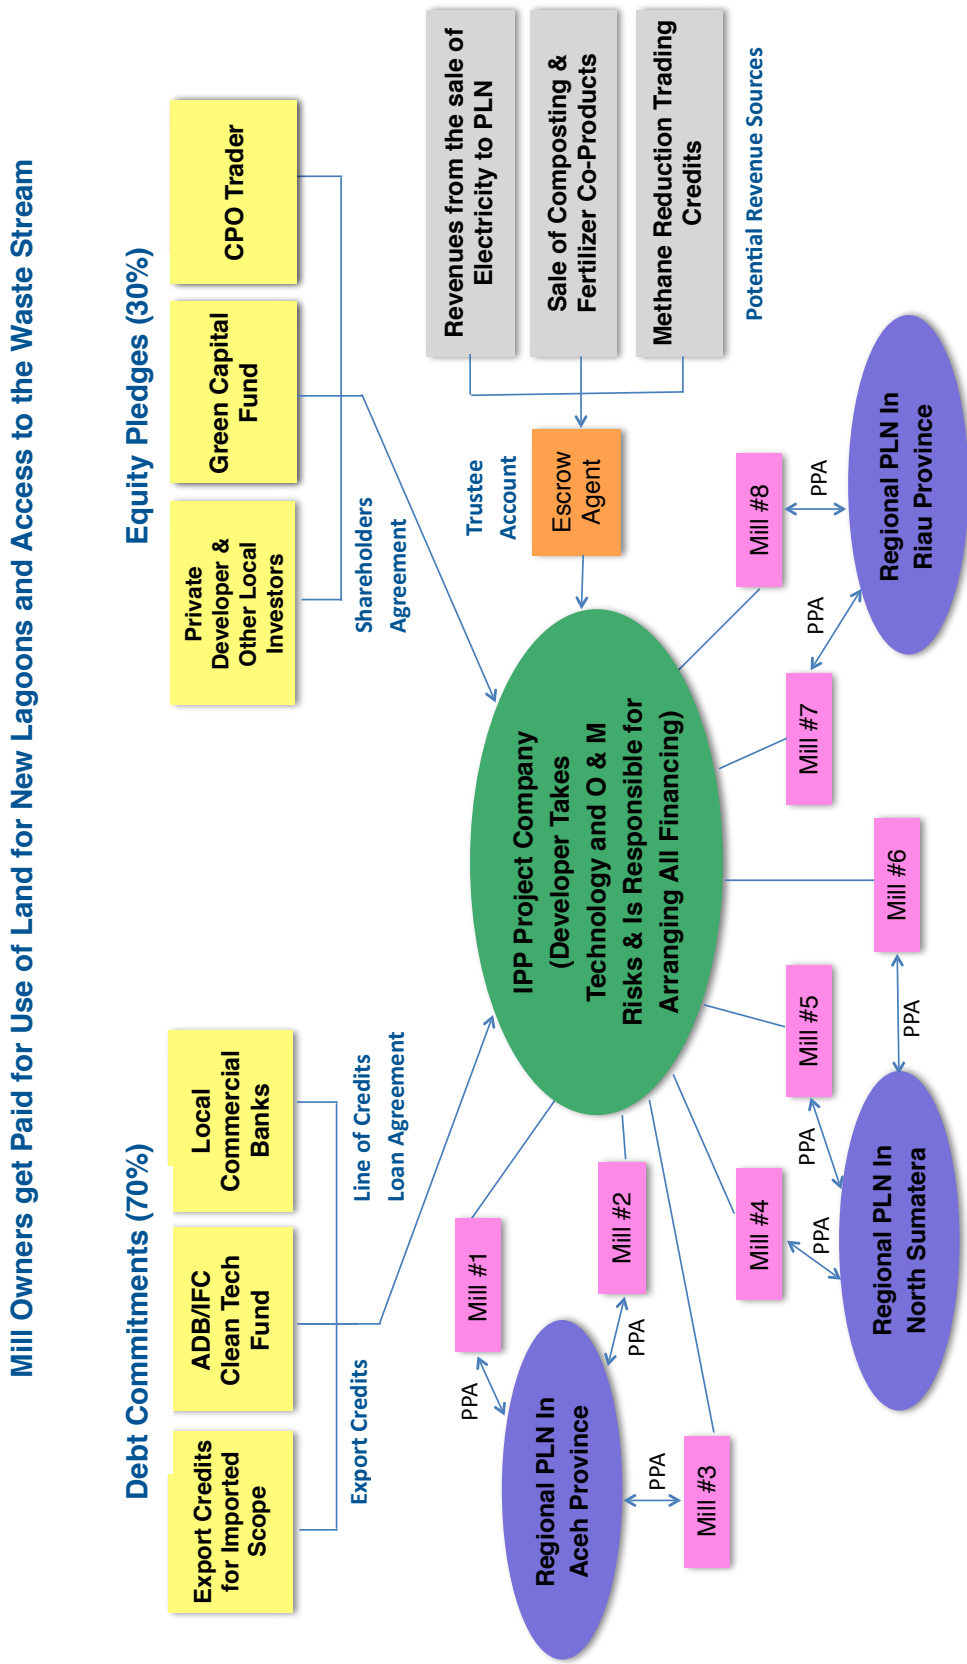 Mill Owners get Paid for Use of Land for New Lagoons and Access to the Waste Stream
Debt Commitments (70%)
Equity Pledges (30%)
Export Credits
for Imported
Scope
ADB/IFC
Clean Tech
Fund
Local
Commercial
Banks
Private
Developer &
Other Local
Investors
Green Capital
Fund
CPO Trader
Export Credits
Line of Credits
Loan Agreement
Shareholders
Agreement
Trustee
Account
Escrow
Agent
Revenues from the sale of
Electricity to PLN
Sale of Composting &
Fertilizer Co-Products
Methane Reduction Trading
Credits
Potential Revenue Sources
IPP Project Company
(Developer Takes
Technology and O & M
Risks & Is Responsible for
Arranging All Financing)
Mill #1
PPA
Regional PLN In
Aceh Province
Mill #2
PPA
PPA
Mill #3
Mill #4
PPA
Mill #5
PPA
Mill #6
PPA
Regional PLN In
North Sumatera
Mill #7
PPA
Mill #8
PPA
Regional PLN In
Riau Province